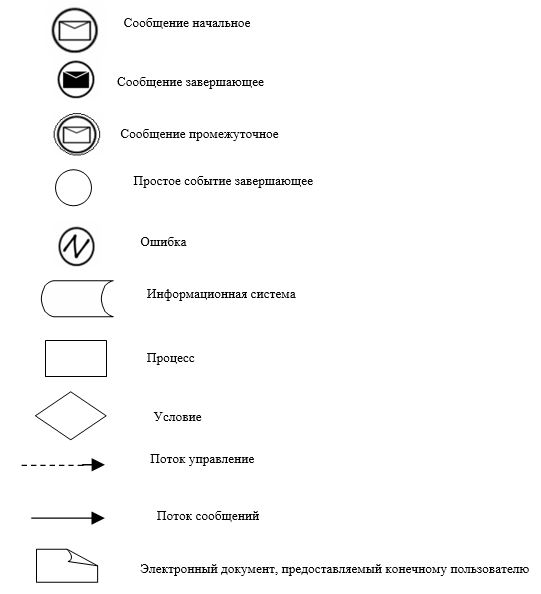 Сообщение начальное
Сообщение завершающее
Сообщение промежуточное
Простое событие завершающее
Ошибка
Информационная система
Процесс
Условие
Поток управление
Поток сообщений
Электронный документ, предоставляемый конечному пользователю